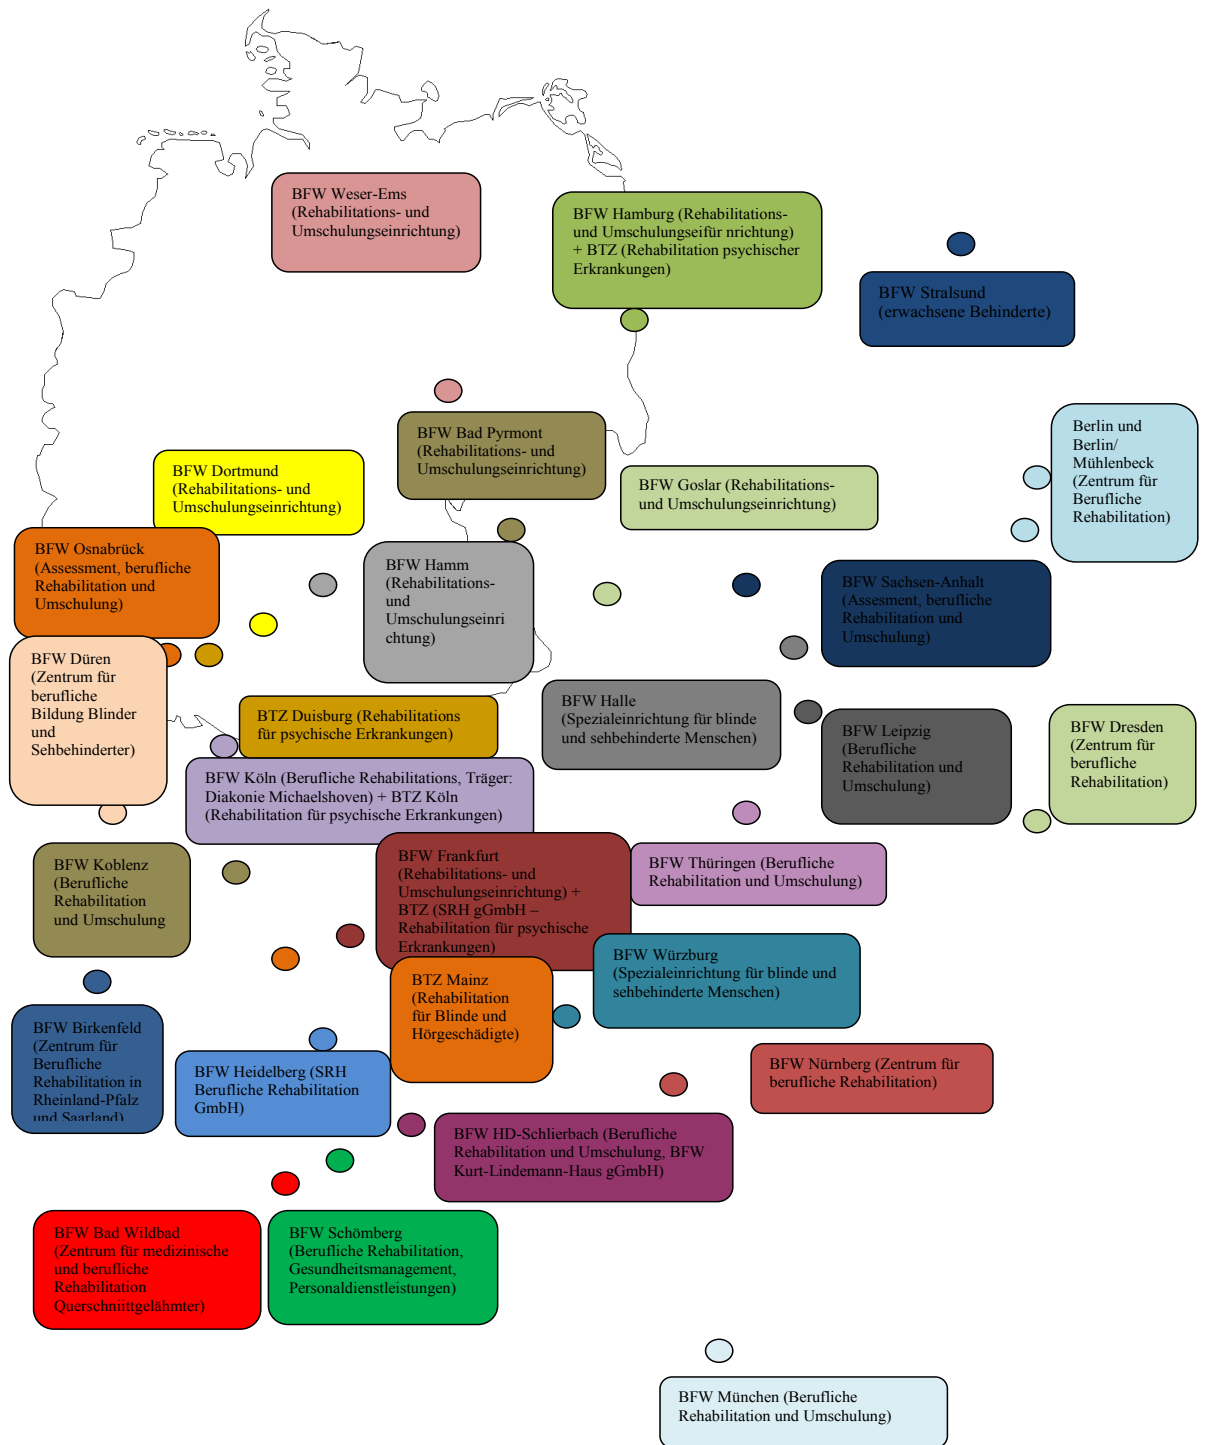 BFW Weser-Ems
(Rehabilitations- und
Umschulungseinrichtung)
BFW Hamburg (Rehabilitations-
und Umschulungseifür nrichtung)
+ BTZ (Rehabilitation psychischer
Erkrankungen)
BFW Stralsund
(erwachsene Behinderte)
BFW Bad Pyrmont
(Rehabilitations- und
Umschulungseinrichtung)
Berlin und
Berlin/
Mühlenbeck
(Zentrum für
Berufliche
Rehabilitation)
BFW Dortmund
(Rehabilitations- und
Umschulungseinrichtung)
BFW Goslar (Rehabilitations-
und Umschulungseinrichtung)
BFW Osnabrück
(Assessment, berufliche
Rehabilitation und
Umschulung)
BFW Hamm
(Rehabilitations-
und
Umschulungseinri
chtung)
BFW Sachsen-Anhalt
(Assesment, berufliche
Rehabilitation und
Umschulung)
BFW Düren
(Zentrum für
berufliche
Bildung Blinder
und
Sehbehinderter)
BTZ Duisburg (Rehabilitations
für psychische Erkrankungen)
BFW Halle
(Spezialeinrichtung für blinde
und sehbehinderte Menschen)
BFW Leipzig
(Berufliche
Rehabilitation und
Umschulung)
BFW Dresden
(Zentrum für
berufliche
Rehabilitation)
BFW Köln (Berufliche Rehabilitations, Träger:
Diakonie Michaelshoven) + BTZ Köln
(Rehabilitation für psychische Erkrankungen)
BFW Koblenz
(Berufliche
Rehabilitation
und Umschulung
BFW Frankfurt
(Rehabilitations- und
Umschulungseinrichtung) +
BTZ (SRH gGmbH –
Rehabilitation für psychische
Erkrankungen)
BFW Thüringen (Berufliche
Rehabilitation und Umschulung)
BFW Würzburg
(Spezialeinrichtung für blinde und
sehbehinderte Menschen)
BTZ Mainz
(Rehabilitation
für Blinde und
Hörgeschädigte)
BFW Birkenfeld
(Zentrum für
Berufliche
Rehabilitation in
Rheinland-Pfalz
und Saarland)
BFW Heidelberg (SRH
Berufliche Rehabilitation
GmbH)
BFW Nürnberg (Zentrum für
berufliche Rehabilitation)
BFW HD-Schlierbach (Berufliche
Rehabilitation und Umschulung, BFW
Kurt-Lindemann-Haus gGmbH)
BFW Bad Wildbad
(Zentrum für medizinische
und berufliche
Rehabilitation
Querschniittgelähmter)
BFW Schömberg
(Berufliche Rehabilitation,
Gesundheitsmanagement,
Personaldienstleistungen)
BFW München (Berufliche
Rehabilitation und Umschulung)